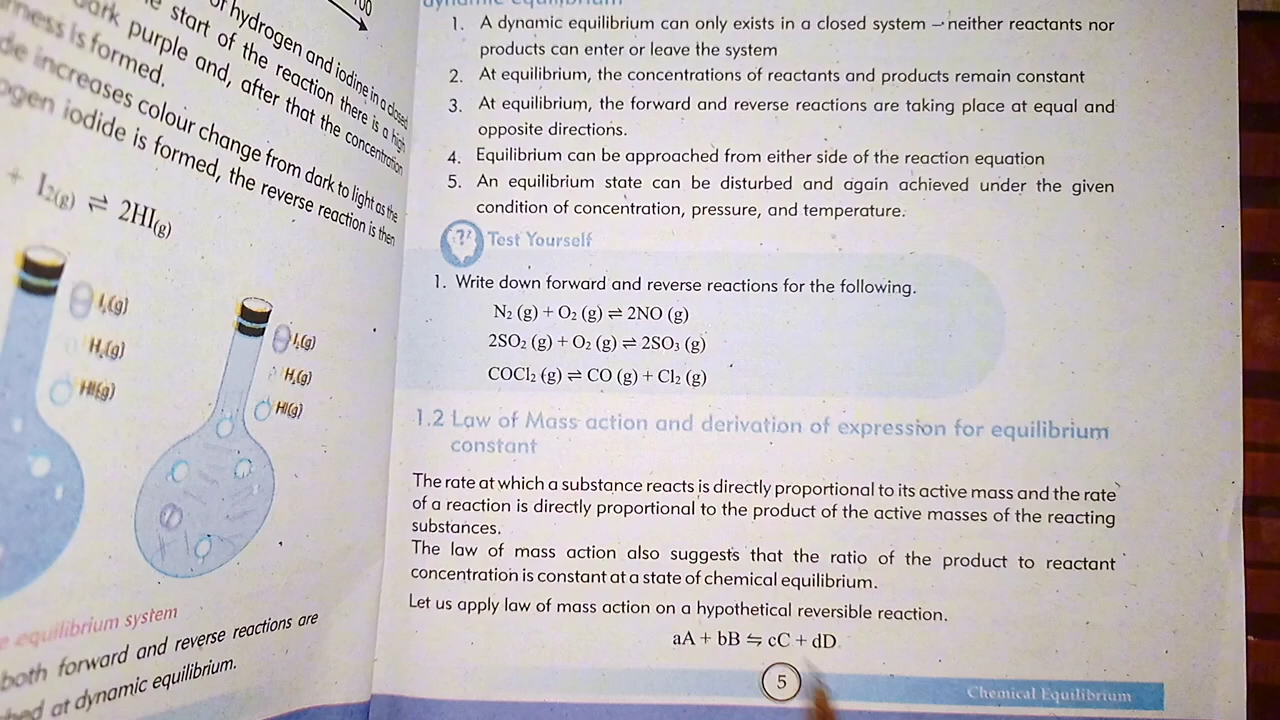 100
of hydrogen and iodine in a closed
start of the reaction there is a high
dark purple and, after that the concentration
is formed.
increases colour change from dark to light as the
iodide is formed, the reverse reaction is then
+ I2(g) ⇌ 2HI(g)
I2(g)
H2(g)
HI(g)
I2(g)
H2(g)
HI(g)
equilibrium system
both forward and reverse reactions are
at dynamic equilibrium.
dynamic equilibrium
1. A dynamic equilibrium can only exists in a closed system – neither reactants nor
products can enter or leave the system
2. At equilibrium, the concentrations of reactants and products remain constant
3. At equilibrium, the forward and reverse reactions are taking place at equal and
opposite directions.
4. Equilibrium can be approached from either side of the reaction equation
5. An equilibrium state can be disturbed and again achieved under the given
condition of concentration, pressure, and temperature.
Test Yourself
1. Write down forward and reverse reactions for the following.
N2 (g) + O2 (g) ⇌ 2NO (g)
2SO2 (g) + O2 (g) ⇌ 2SO3 (g)
COCl2 (g) ⇌ CO (g) + Cl2 (g)
1.2 Law of Mass action and derivation of expression for equilibrium
constant
The rate at which a substance reacts is directly proportional to its active mass and the rate
of a reaction is directly proportional to the product of the active masses of the reacting
substances.
The law of mass action also suggests that the ratio of the product to reactant
concentration is constant at a state of chemical equilibrium.
Let us apply law of mass action on a hypothetical reversible reaction.
aA + bB ⇋ cC + dD
5
Chemical Equilibrium